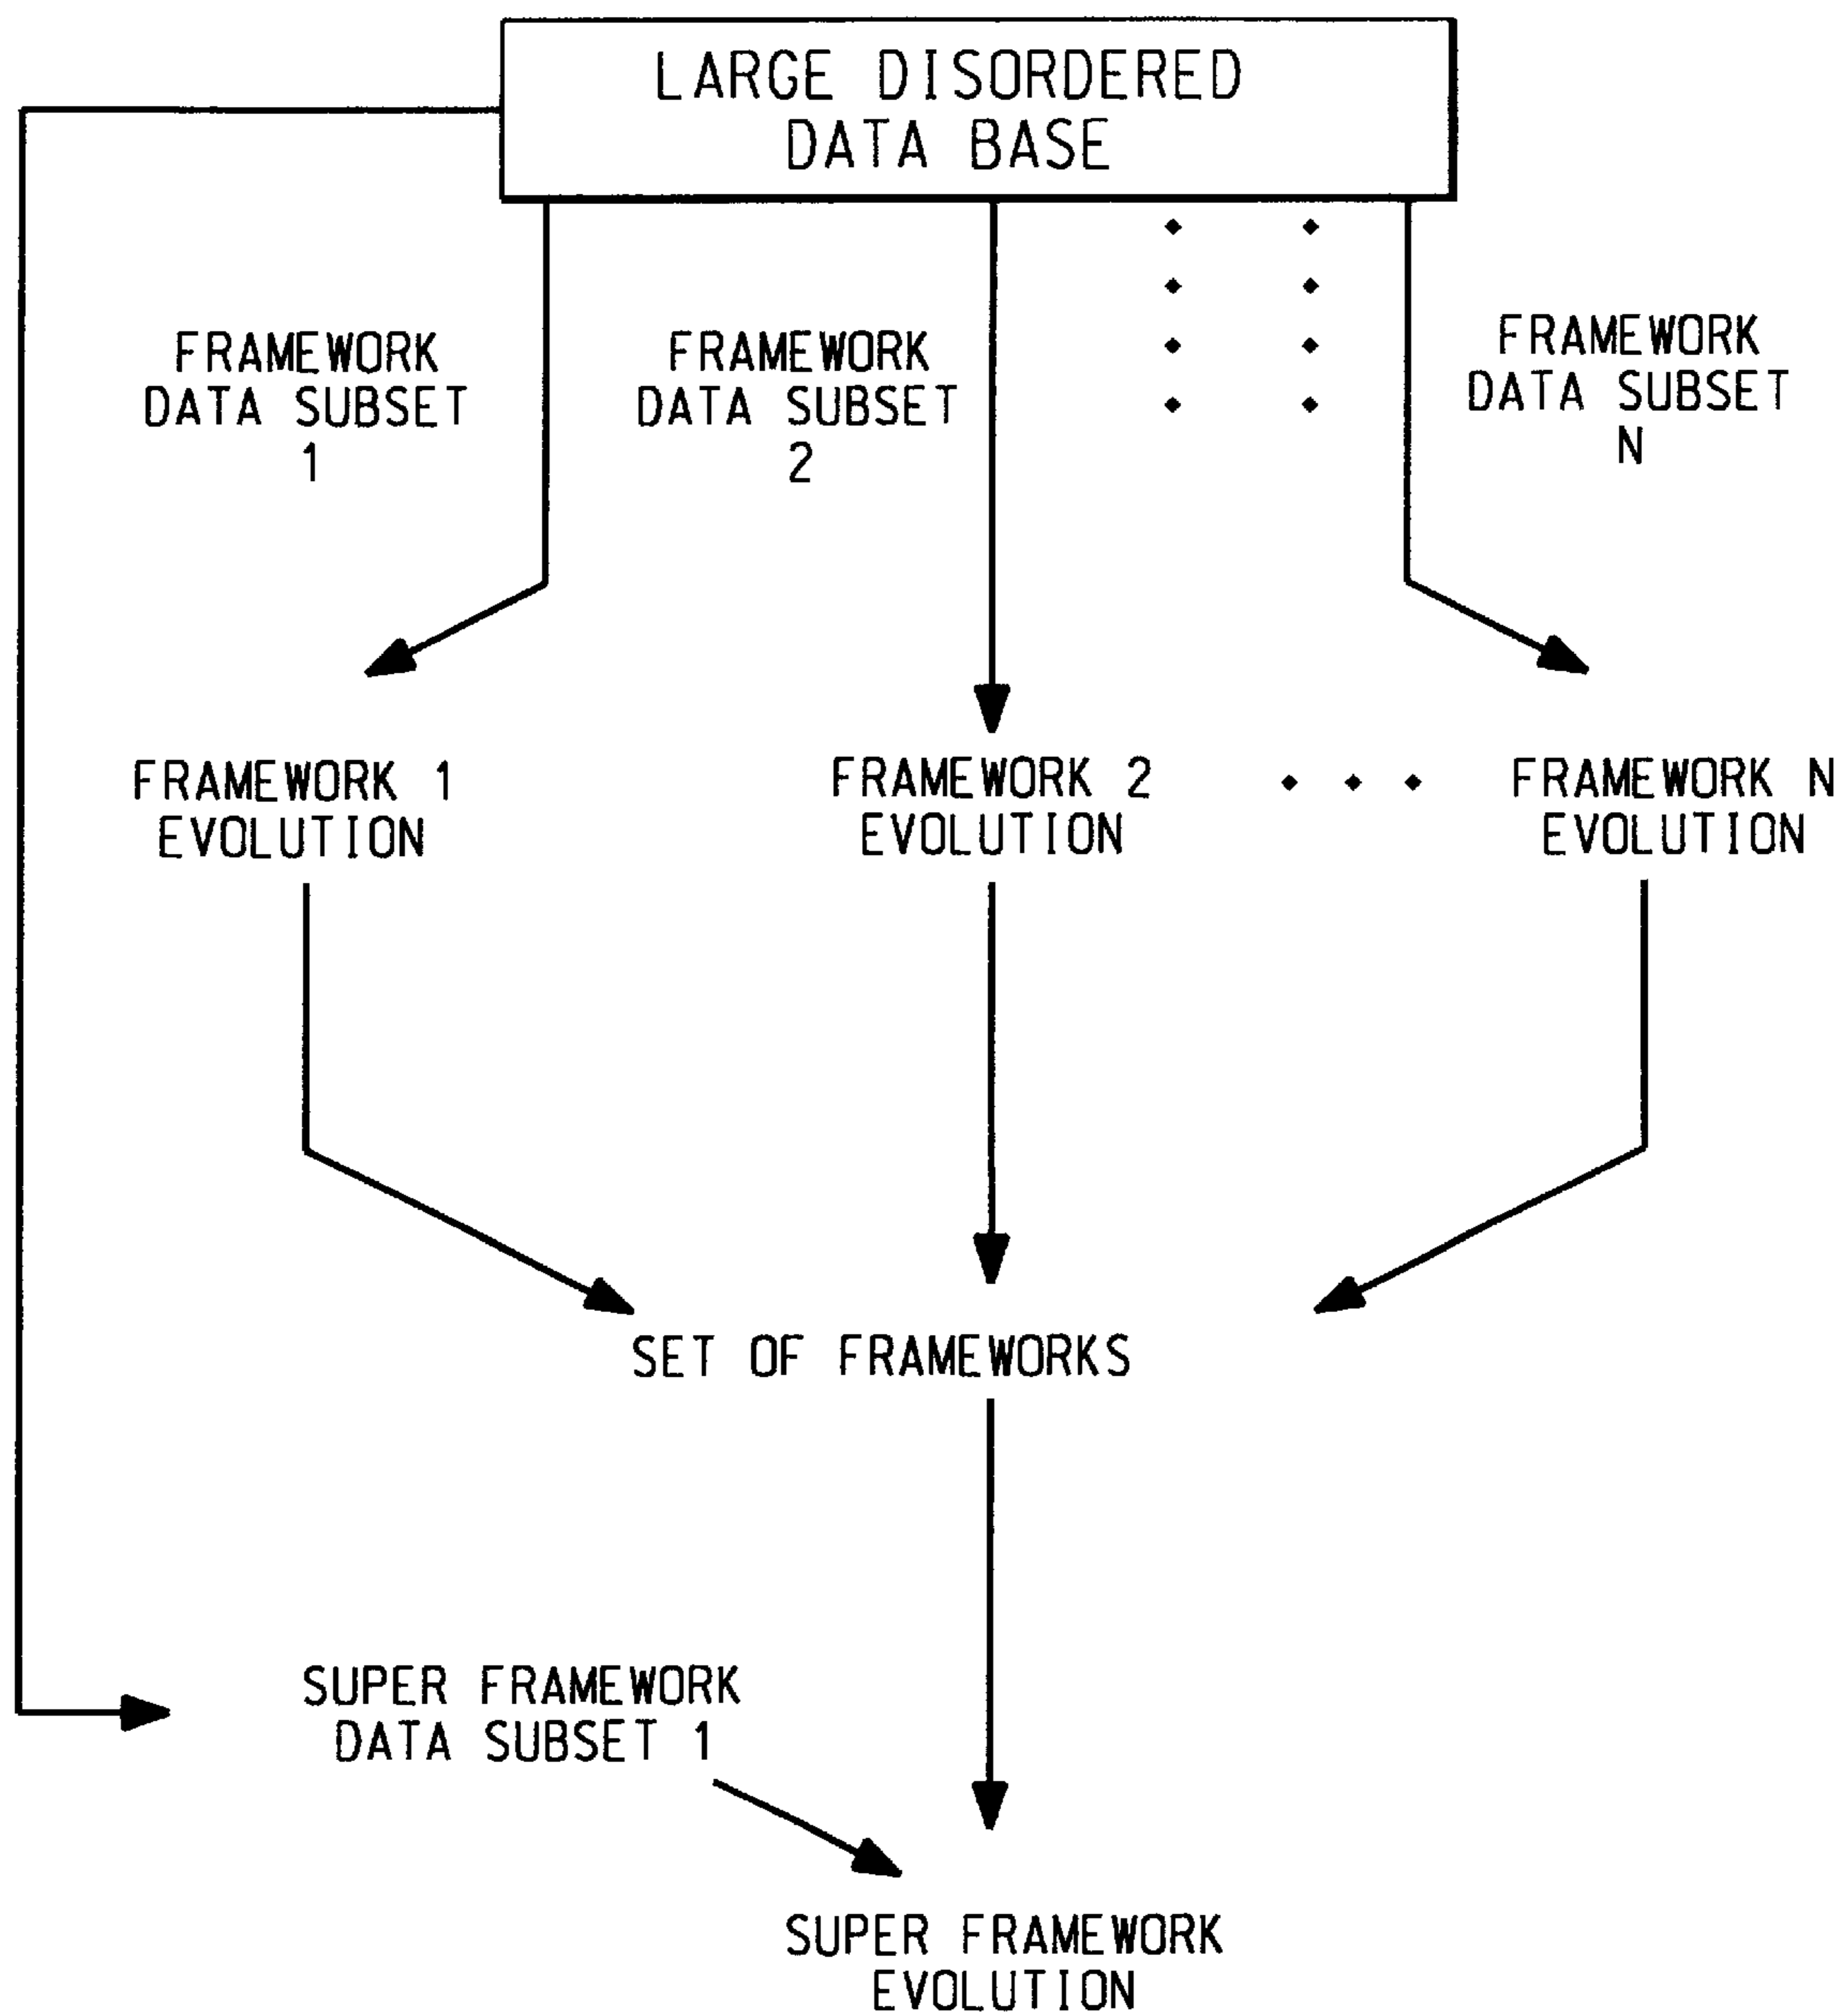 LARGE DISORDERED
DATA BASE
FRAMEWORK
DATA SUBSET
1
FRAMEWORK
DATA SUBSET
2
FRAMEWORK
DATA SUBSET
N
FRAMEWORK 1
EVOLUTION
FRAMEWORK 2
EVOLUTION
FRAMEWORK N
EVOLUTION
SET OF FRAMEWORKS
SUPER FRAMEWORK
DATA SUBSET 1
SUPER FRAMEWORK
EVOLUTION